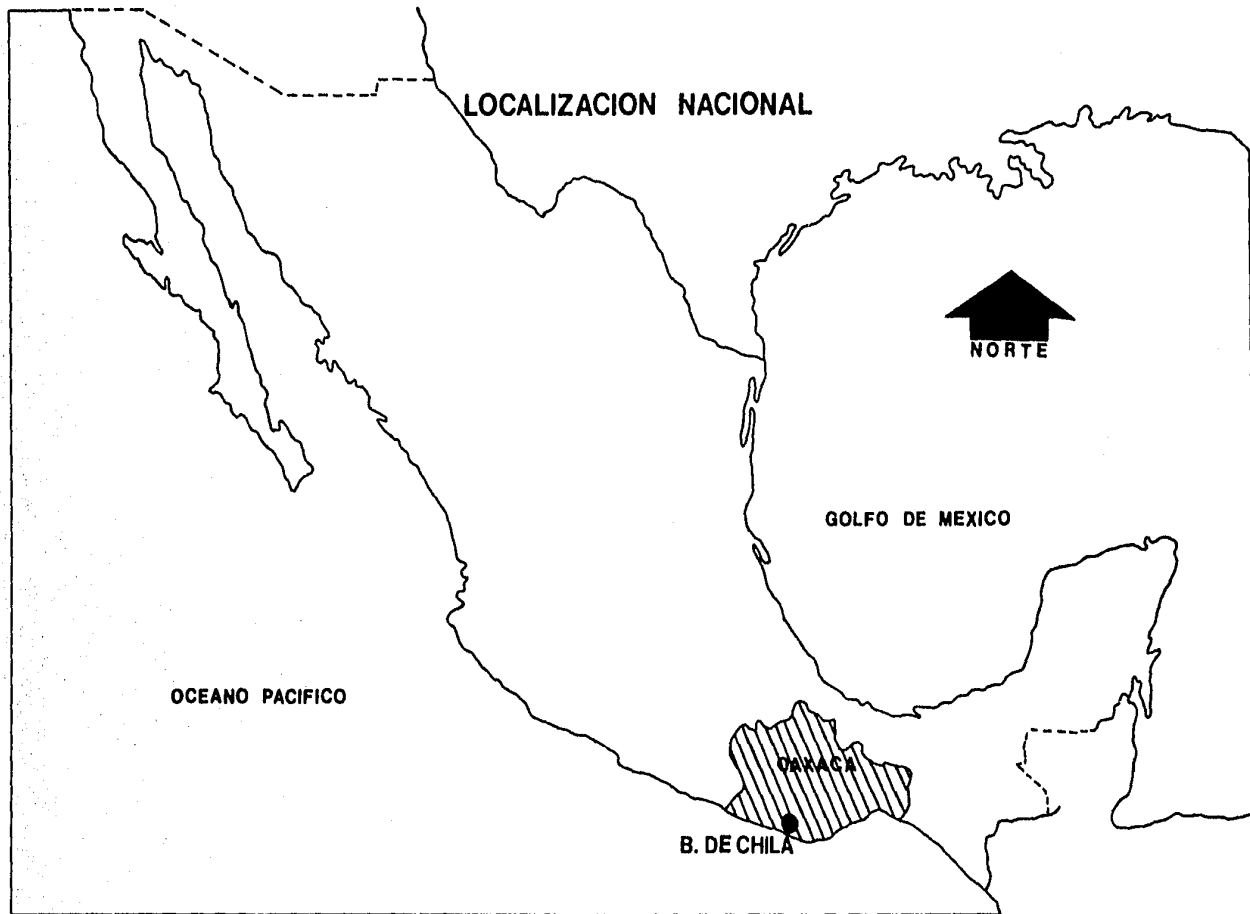 LOCALIZACION NACIONAL
NORTE
GOLFO DE MEXICO
OCEANO PACIFICO
OAXACA
B. DE CHILA